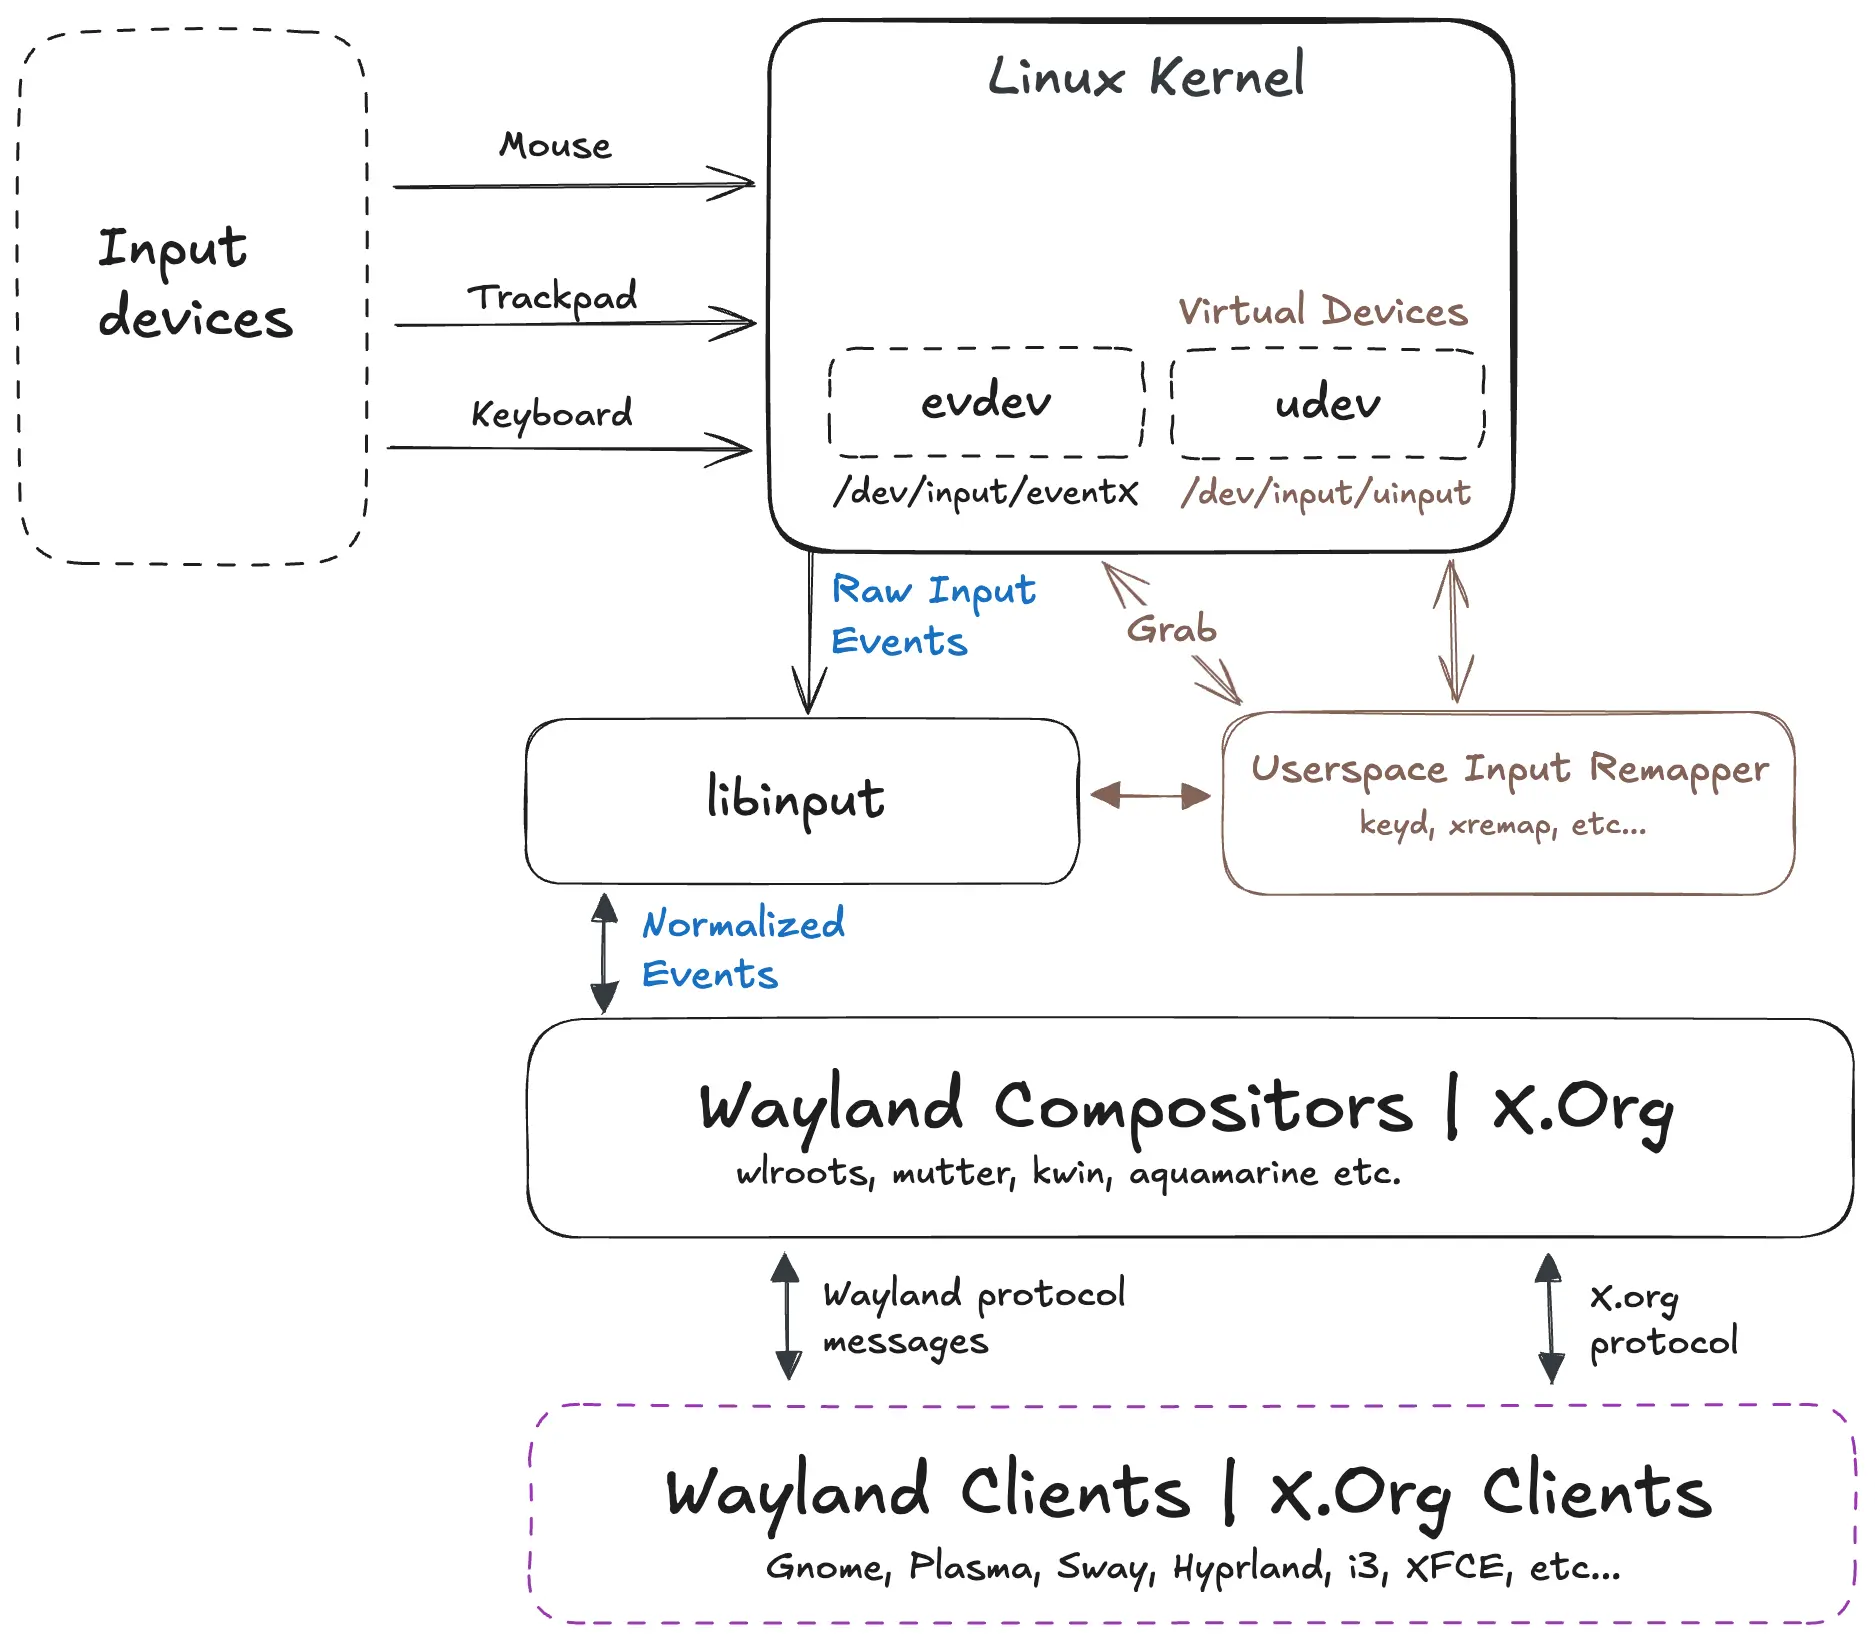 Linux Kernel
Input
devices
Mouse
Trackpad
Keyboard
Virtual Devices
evdev
udev
/dev/input/eventX
/dev/input/uinput
Raw Input
Events
Grab
libinput
Userspace Input Remapper
keyd, xremap, etc...
Normalized
Events
Wayland Compositors | X.Org
wlroots, mutter, kwin, aquamarine etc.
Wayland protocol
messages
X.org
protocol
Wayland Clients | X.Org Clients
Gnome, Plasma, Sway, Hyprland, i3, XFCE, etc...